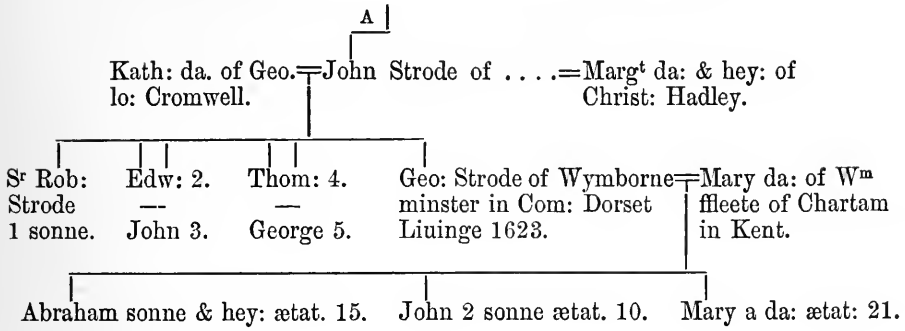 A
Kath: da. of Geo. = John Strode of . . . . = Margᵗ da: & hey: of
lo: Cromwell. Christ: Hadley.
Sʳ Rob: Edw: 2. Thom: 4. Geo: Strode of Wymborne = Mary da: of Wᵐ
Strode — — minster in Com: Dorset ffleete of Chartam
1 sonne. John 3. George 5. Liuinge 1623. in Kent.
Abraham sonne & hey: ætat. 15. John 2 sonne ætat. 10. Mary a da: ætat: 21.